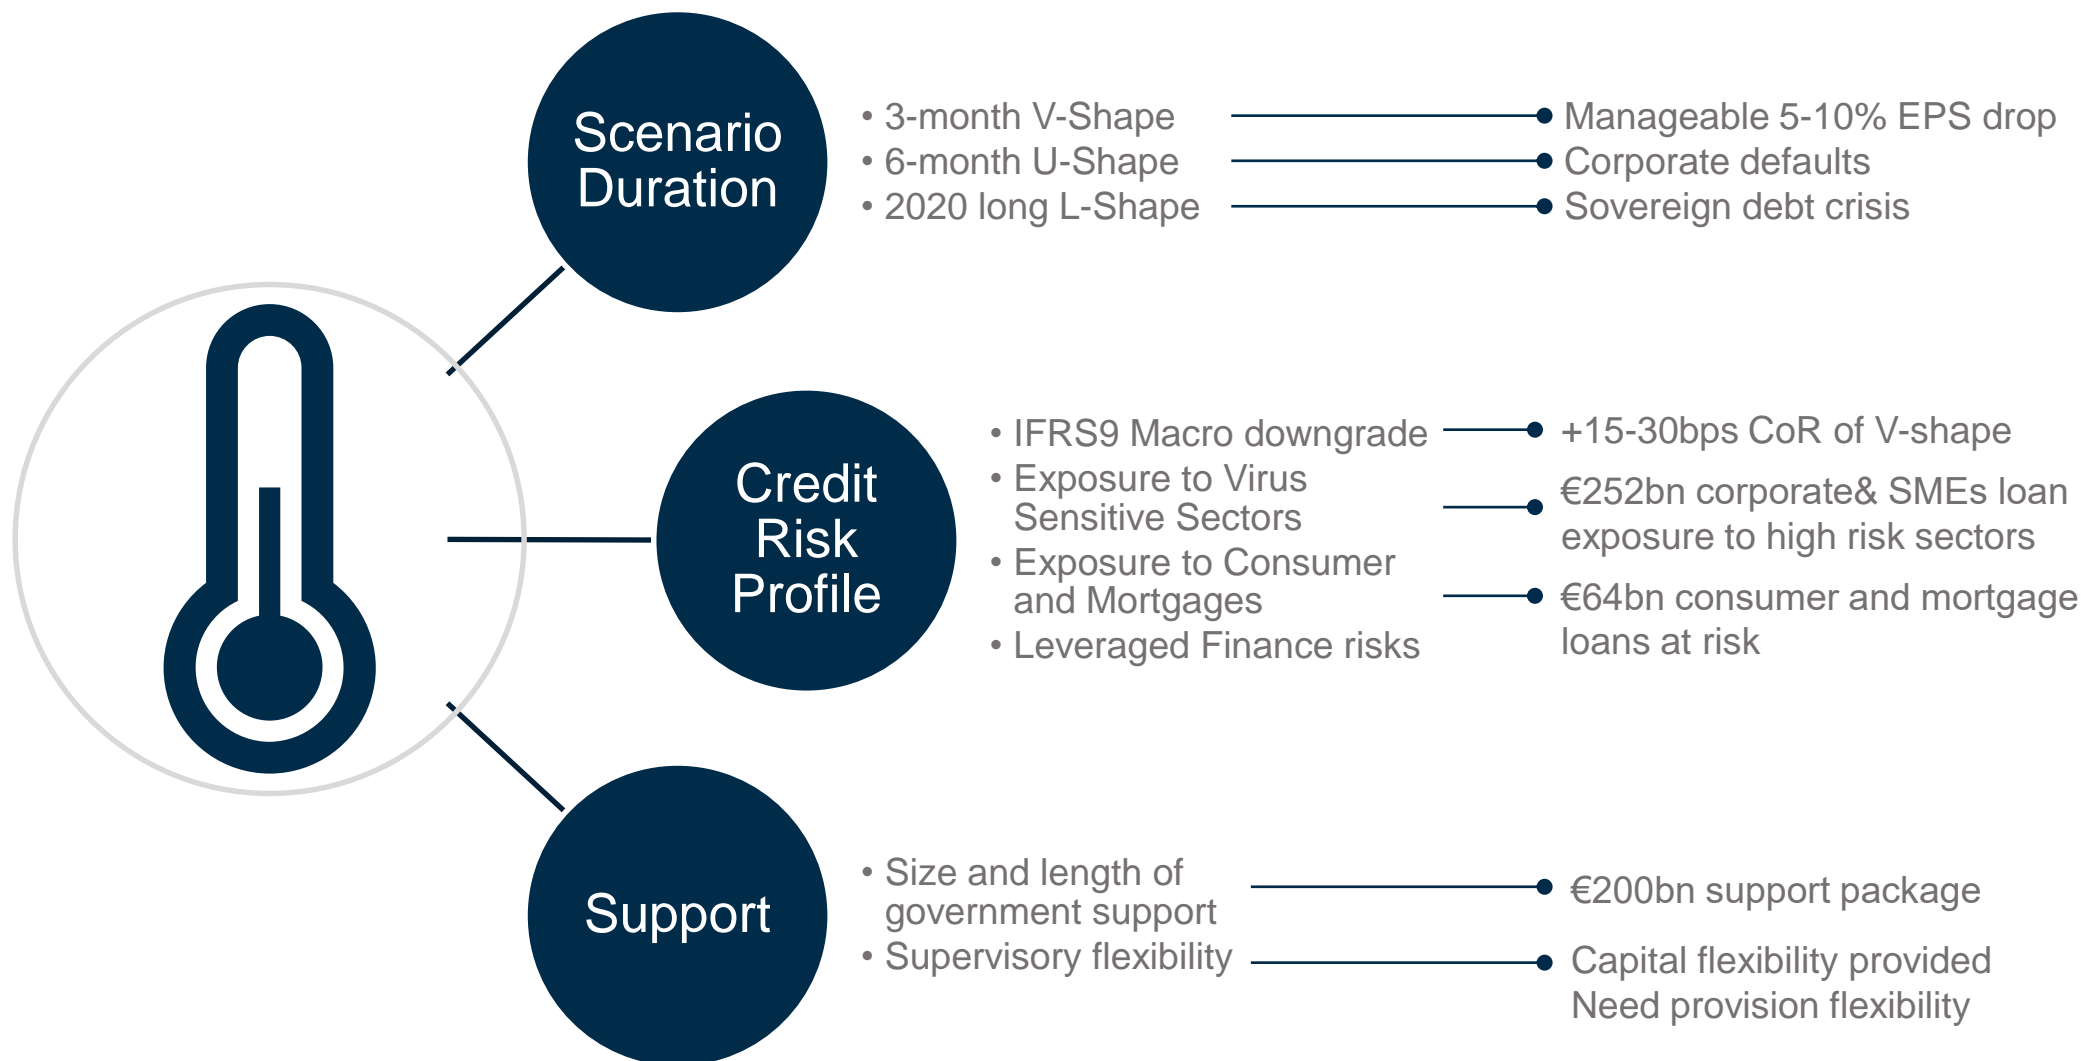 Scenario
Duration
• 3-month V-Shape
• 6-month U-Shape
• 2020 long L-Shape
Manageable 5-10% EPS drop
Corporate defaults
Sovereign debt crisis
Credit
Risk
Profile
• IFRS9 Macro downgrade
• Exposure to Virus
Sensitive Sectors
• Exposure to Consumer
and Mortgages
• Leveraged Finance risks
+15-30bps CoR of V-shape
€252bn corporate& SMEs loan
exposure to high risk sectors
€64bn consumer and mortgage
loans at risk
Support
• Size and length of
government support
• Supervisory flexibility
€200bn support package
Capital flexibility provided
Need provision flexibility